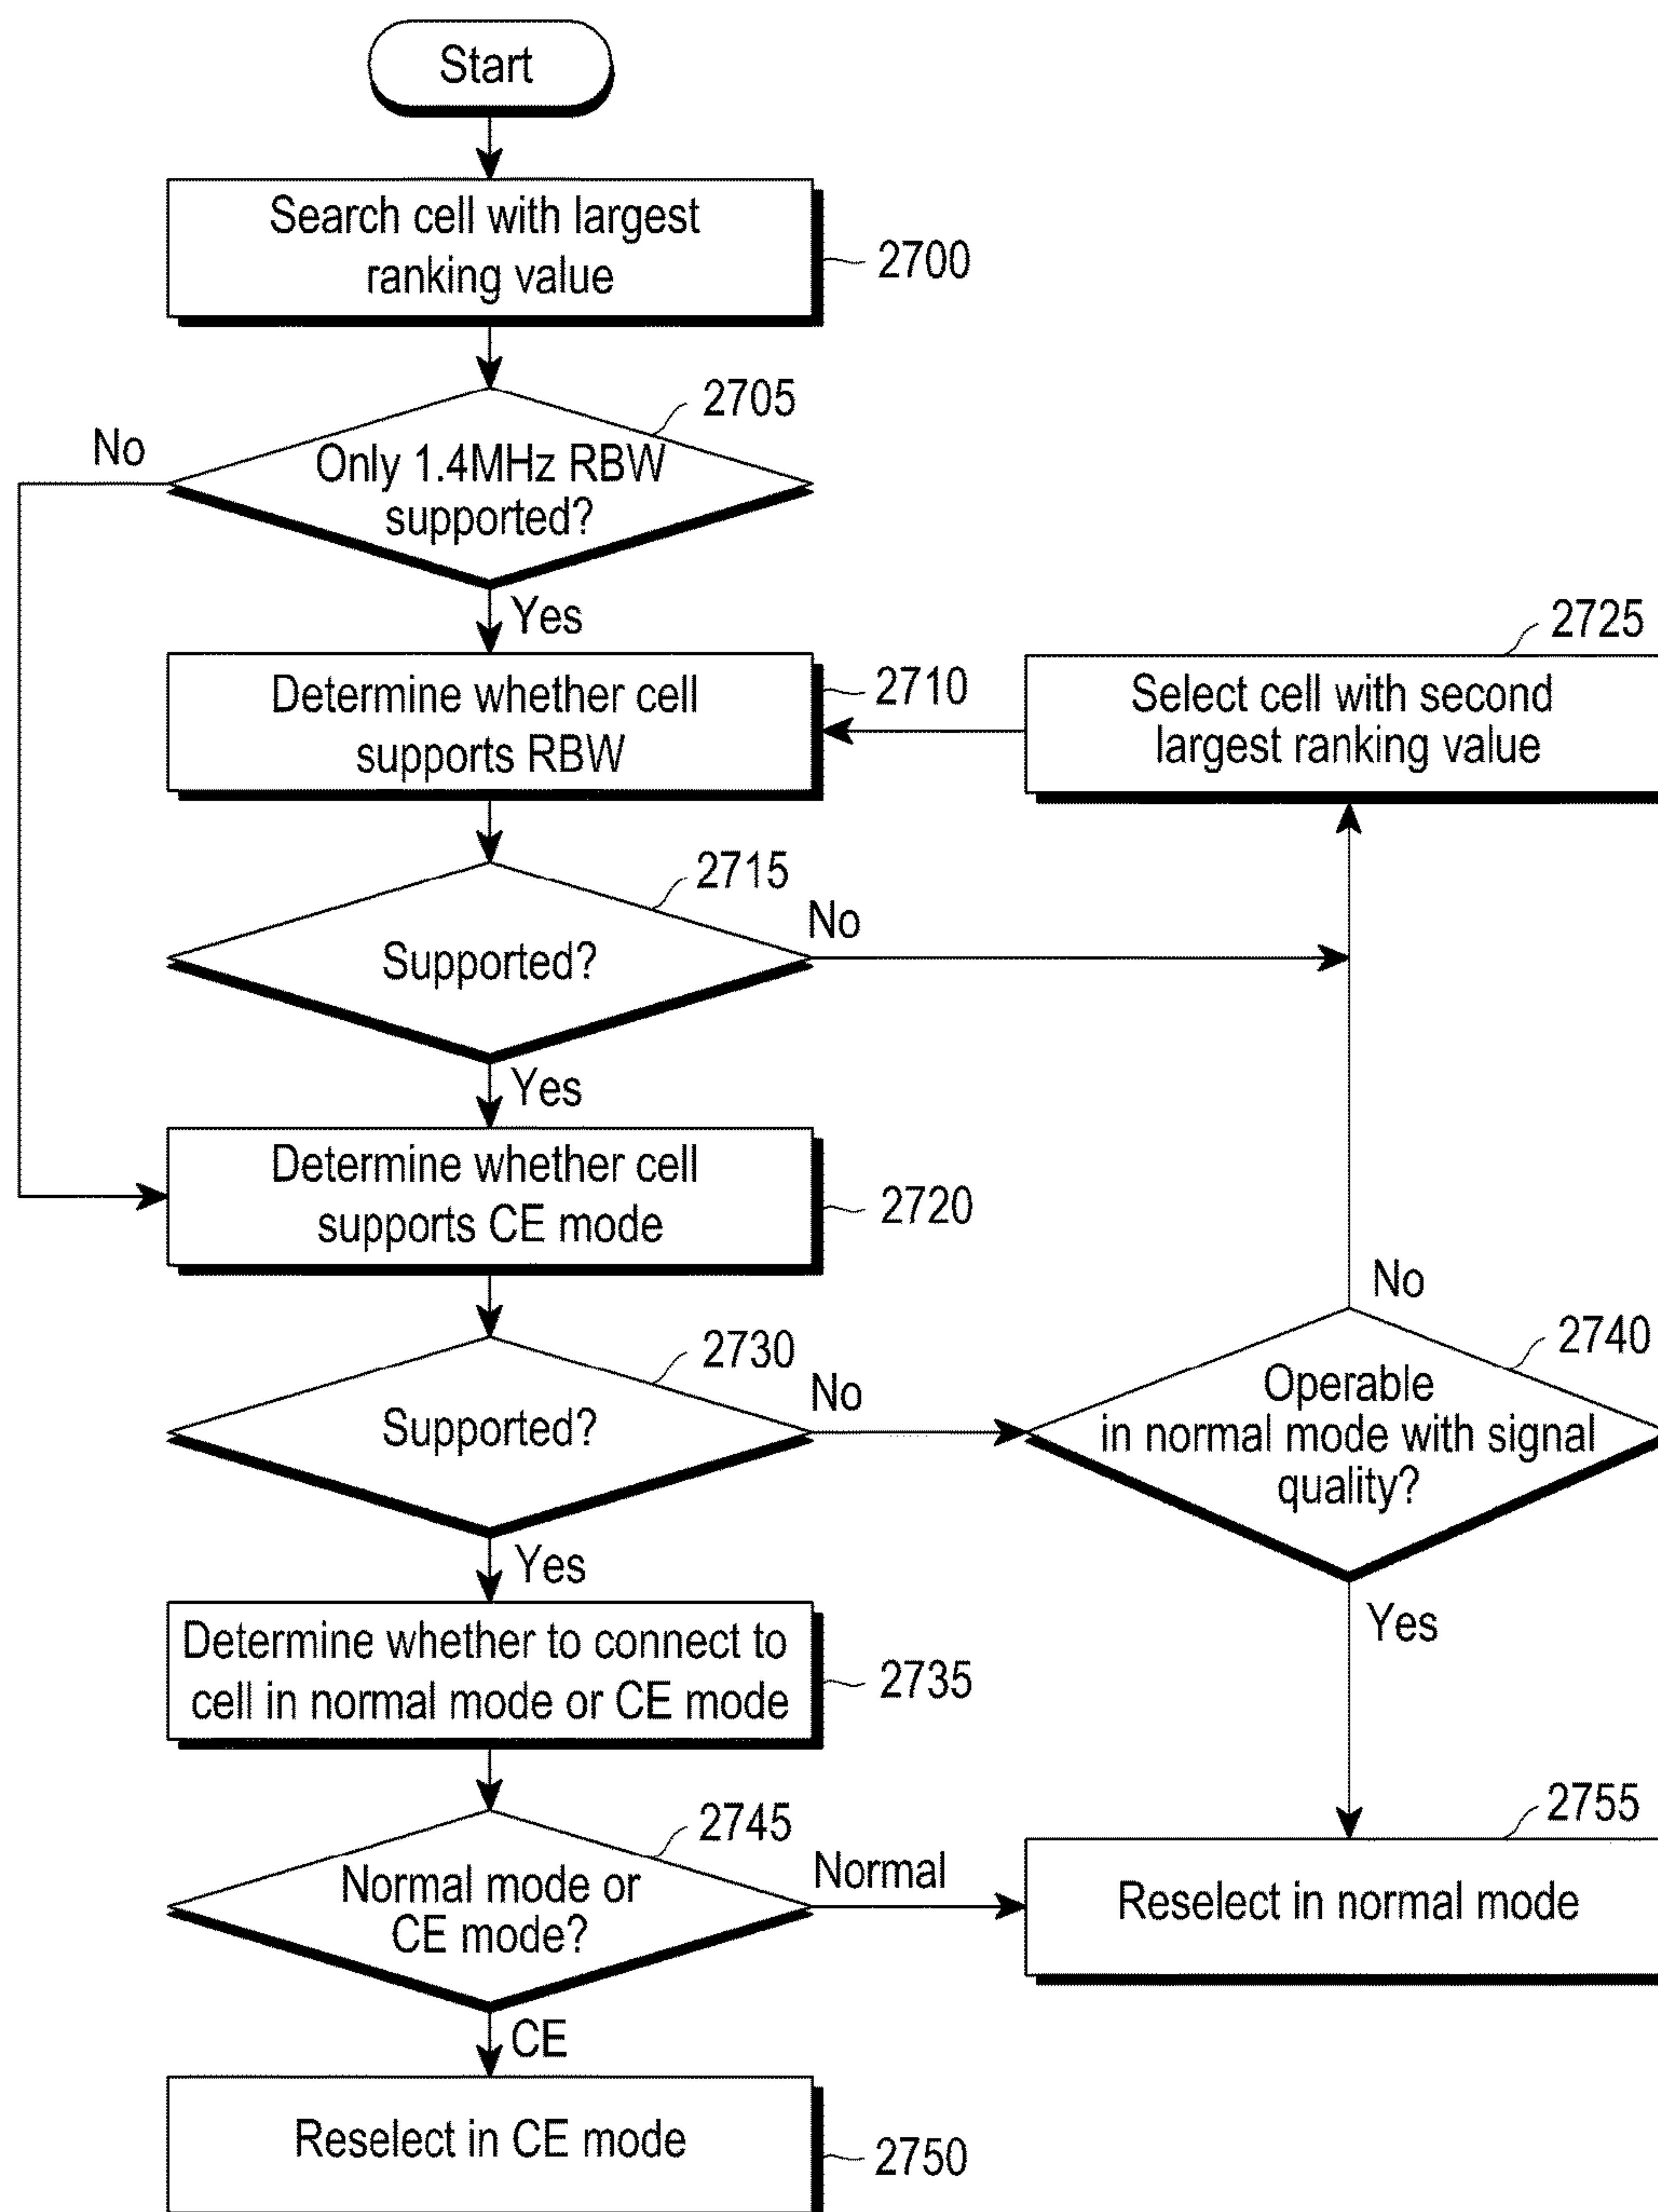 Start
Search cell with largest
ranking value
2700
2705
No
Only 1.4MHz RBW
supported?
Yes
2725
Determine whether cell
supports RBW
2710
Select cell with second
largest ranking value
2715
No
Supported?
Yes
Determine whether cell
supports CE mode
2720
No
2730
No
2740
Supported?
Operable
in normal mode with signal
quality?
Yes
Yes
Determine whether to connect to
cell in normal mode or CE mode
2735
2745
2755
Normal
Normal mode or
CE mode?
Reselect in normal mode
CE
Reselect in CE mode
2750